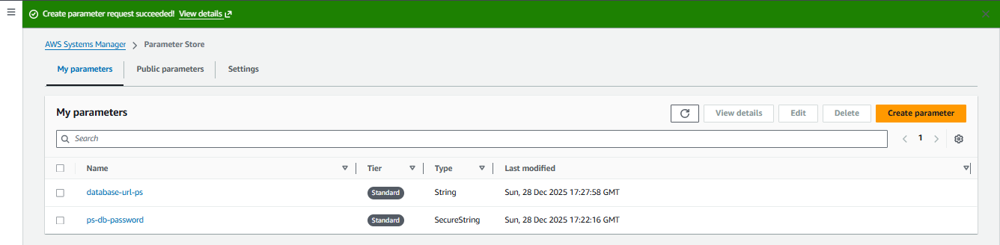 Create parameter request succeeded! View details
AWS Systems Manager > Parameter Store
My parameters Public parameters Settings
My parameters View details Edit Delete Create parameter
Search 1
Name Tier Type Last modified
database-url-ps Standard String Sun, 28 Dec 2025 17:27:58 GMT
ps-db-password Standard SecureString Sun, 28 Dec 2025 17:22:16 GMT